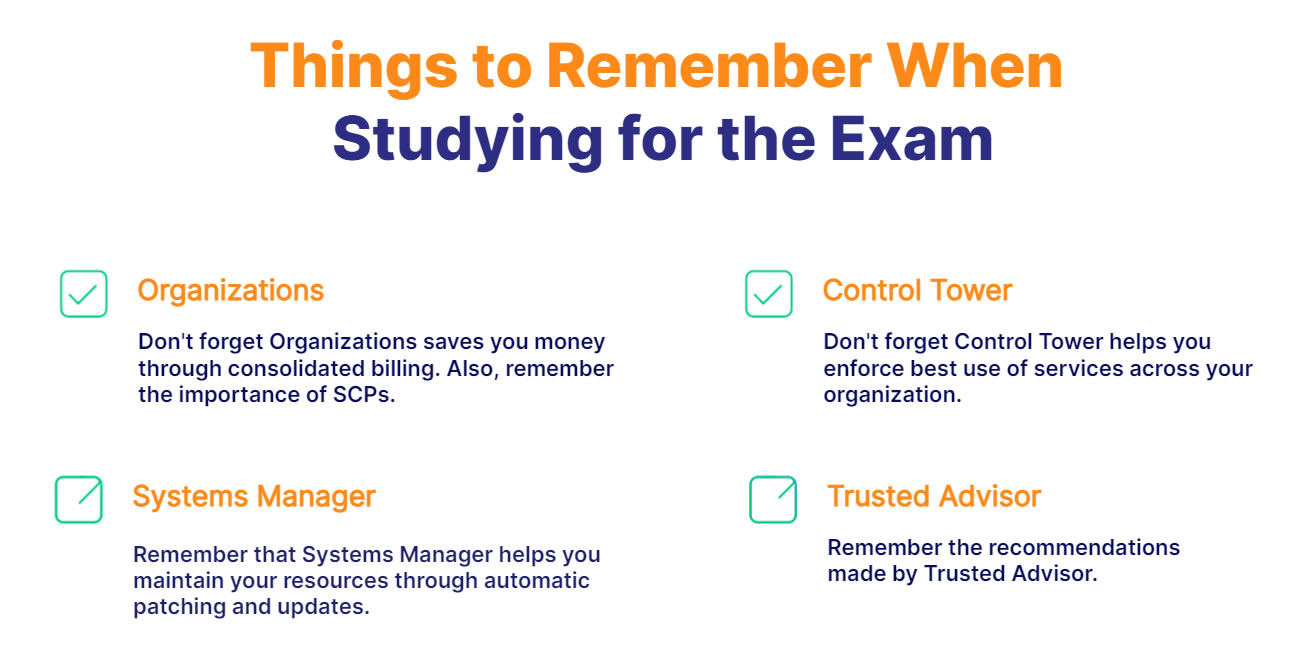 Things to Remember When
Studying for the Exam
Organizations
Don't forget Organizations saves you money
through consolidated billing. Also, remember
the importance of SCPs.
Control Tower
Don't forget Control Tower helps you
enforce best use of services across your
organization.
Systems Manager
Remember that Systems Manager helps you
maintain your resources through automatic
patching and updates.
Trusted Advisor
Remember the recommendations
made by Trusted Advisor.